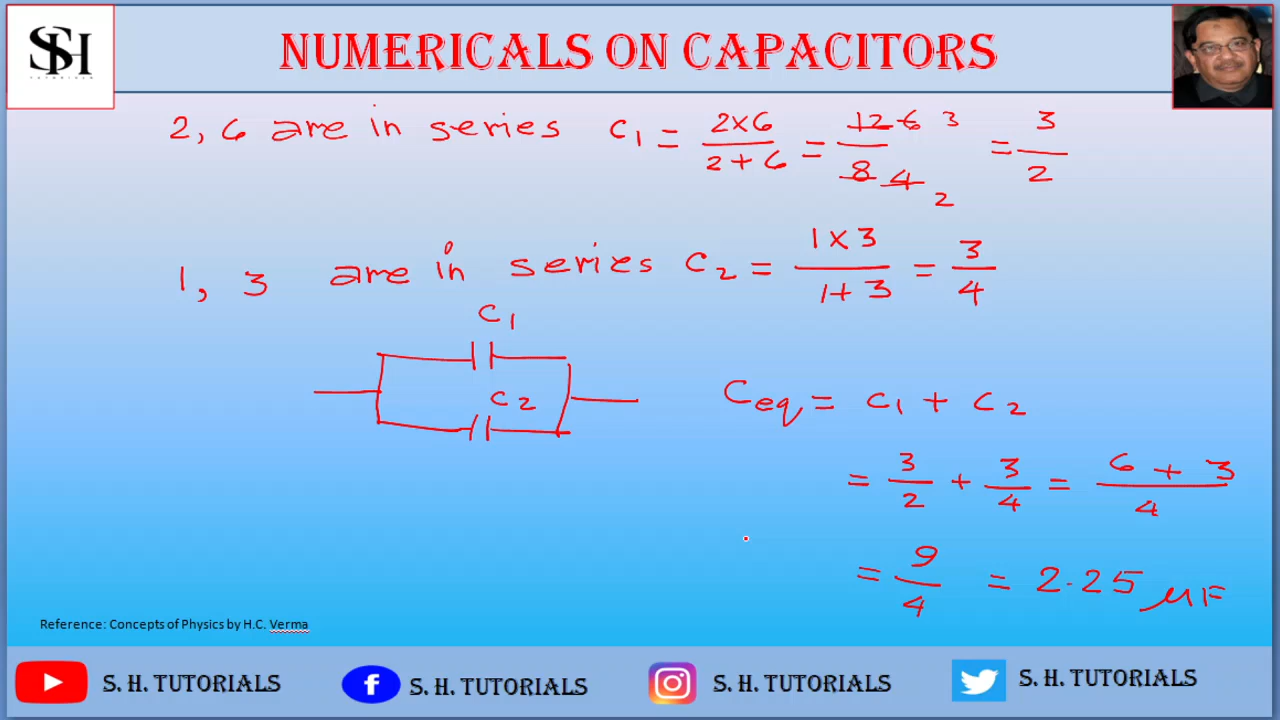 SH
TUTORIALS
NUMERICALS ON CAPACITORS
2, 6 are in series C1 = 2×6 / 2+6 = 12 6 3 / 8 4 2 = 3/2
1, 3 are in series C2 = 1×3 / 1+3 = 3/4
C1
C2
Ceq = C1 + C2
= 3/2 + 3/4 = 6 + 3 / 4
= 9/4 = 2.25 μF
Reference: Concepts of Physics by H.C. Verma
S. H. TUTORIALS
S. H. TUTORIALS
S. H. TUTORIALS
S. H. TUTORIALS